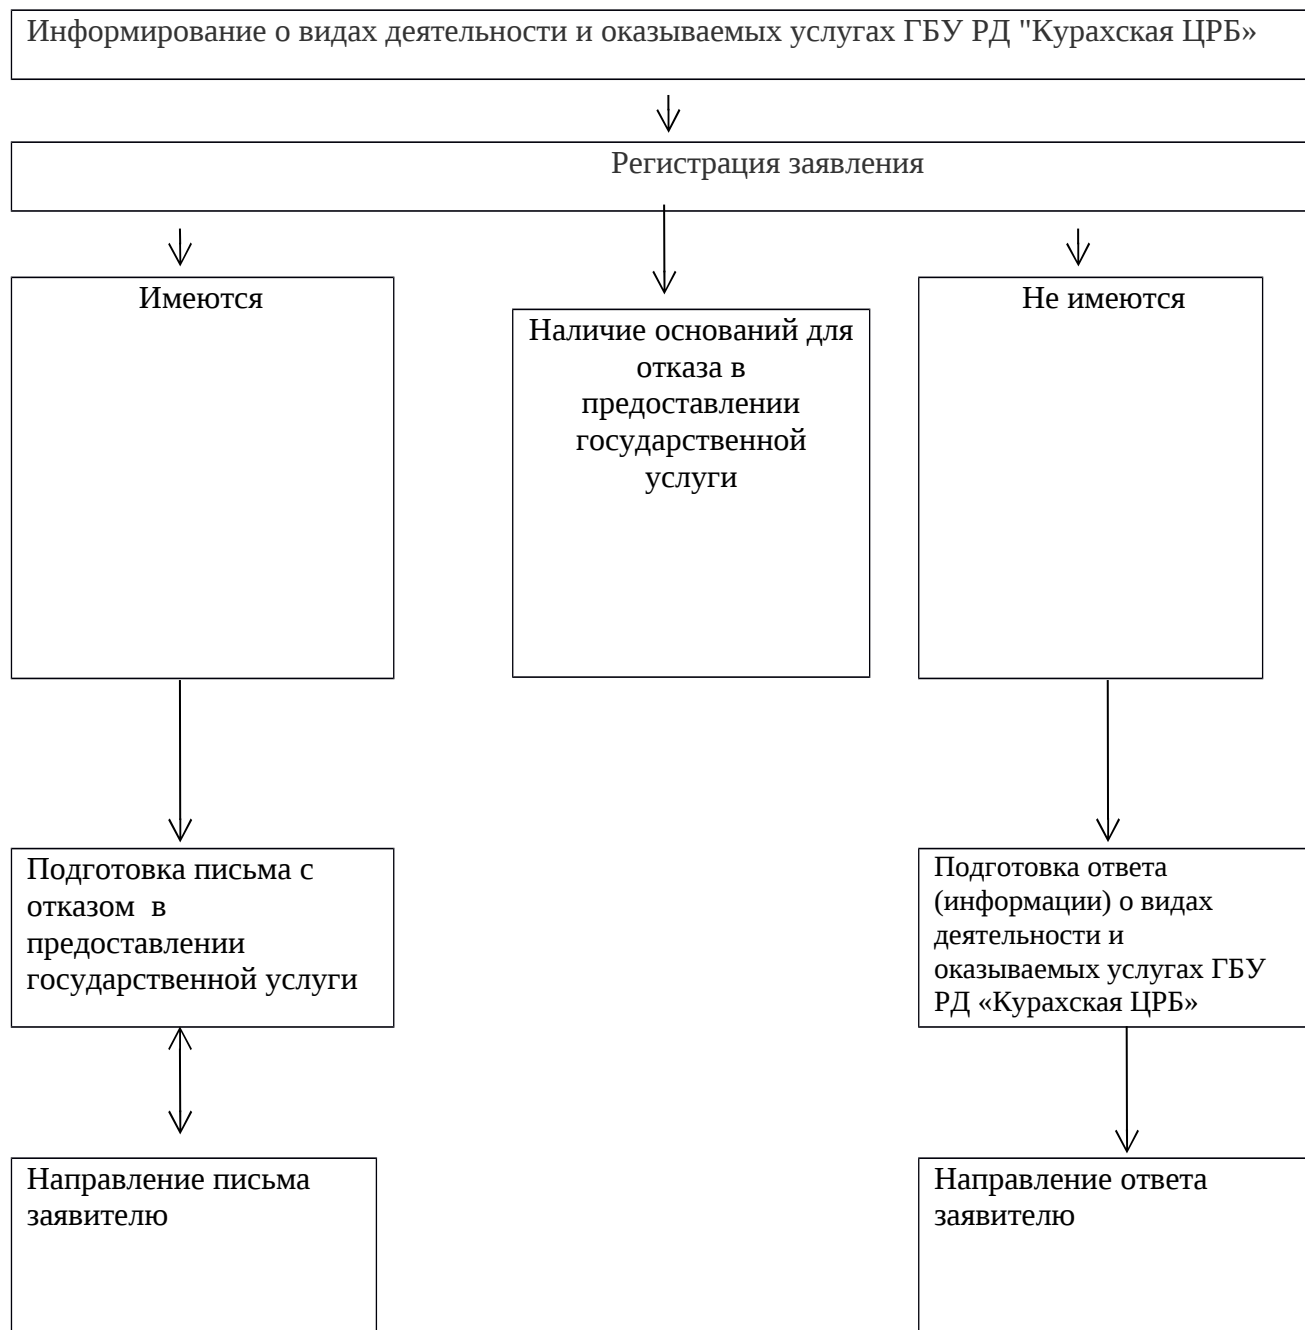 Информирование о видах деятельности и оказываемых услугах ГБУ РД "Курахская ЦРБ»
Регистрация заявления
Имеются
Наличие оснований для
отказа в
предоставлении
государственной
услуги
Не имеются
Подготовка письма с
отказом в
предоставлении
государственной услуги
Подготовка ответа
(информации) о видах
деятельности и
оказываемых услугах ГБУ
РД «Курахская ЦРБ»
Направление письма
заявителю
Направление ответа
заявителю